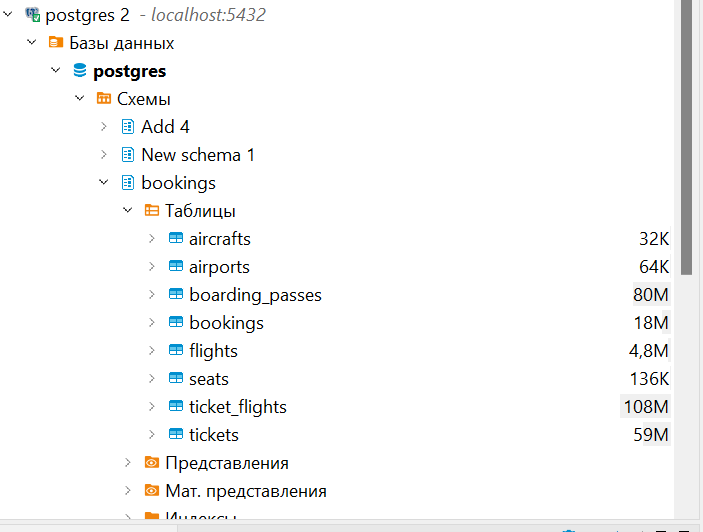 postgres 2 - localhost:5432
Базы данных
postgres
Схемы
Add 4
New schema 1
bookings
Таблицы
aircrafts 32K
airports 64K
boarding_passes 80M
bookings 18M
flights 4,8M
seats 136K
ticket_flights 108M
tickets 59M
Представления
Мат. представления
Индексы